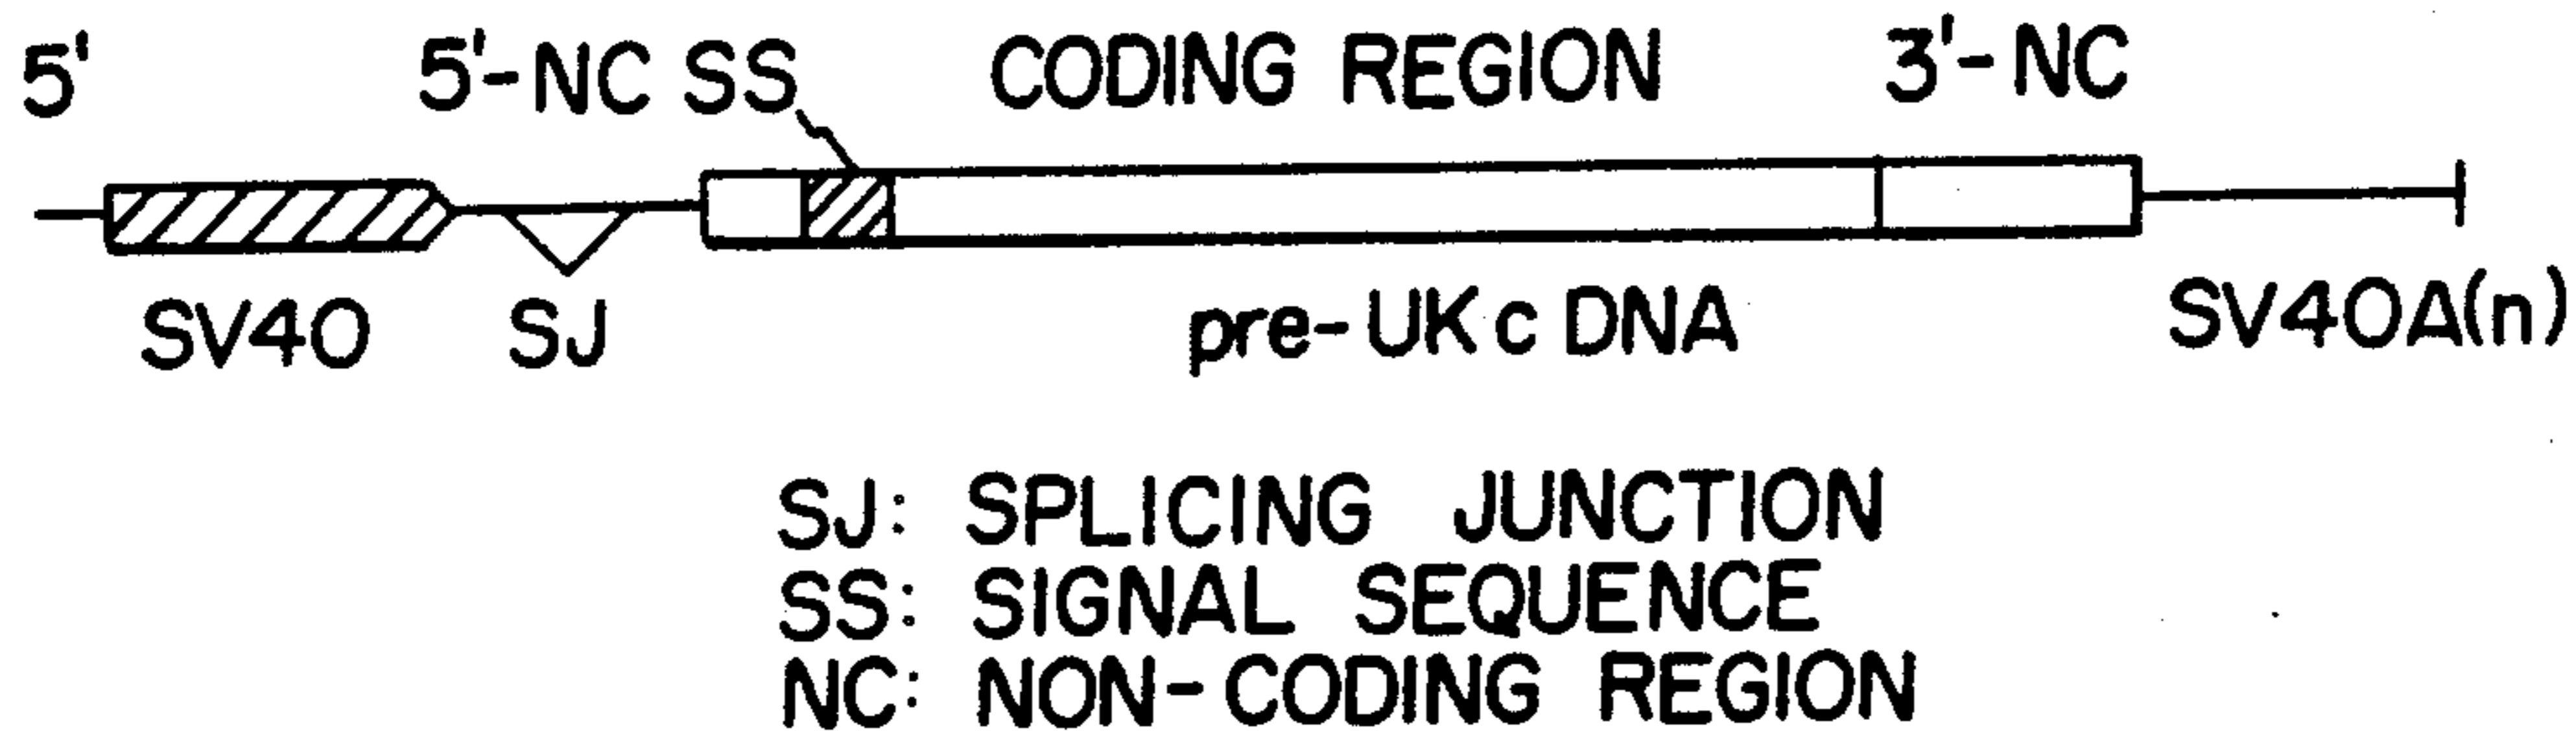 5' 5'-NC SS CODING REGION 3'-NC
SV40 SJ pre-UKc DNA SV40A(n)
SJ: SPLICING JUNCTION
SS: SIGNAL SEQUENCE
NC: NON-CODING REGION